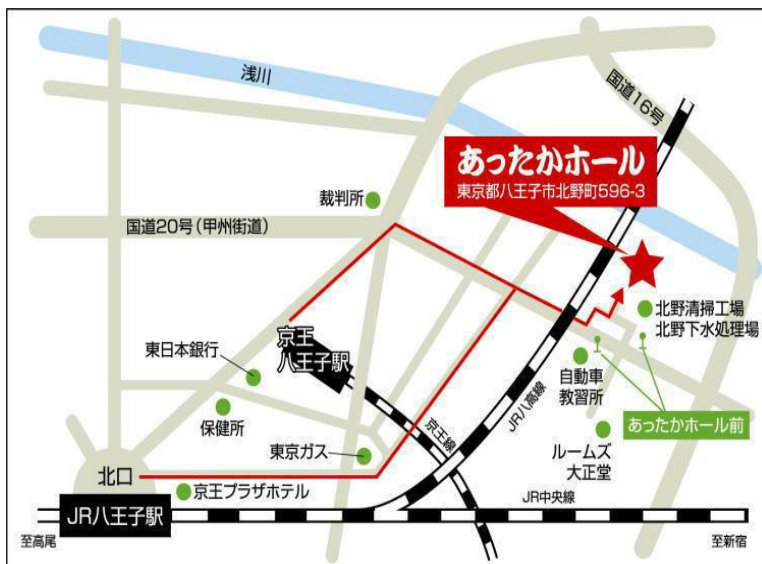 浅川
国道16号
あったかホール
東京都八王子市北野町596-3
裁判所
国道20号(甲州街道)
北野清掃工場
北野下水処理場
京王
八王子駅
東日本銀行
自動車
教習所
JR八高線
あったかホール前
保健所
京王線
東京ガス
ルームズ
大正堂
北口
京王プラザホテル
JR中央線
JR八王子駅
至高尾
至新宿